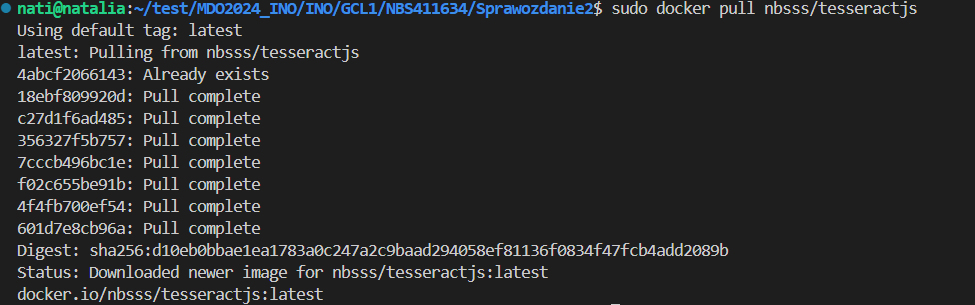 nati@natalia:~/test/MDO2024_INO/INO/GCL1/NBS411634/Sprawozdanie2$ sudo docker pull nbsss/tesseractjs
Using default tag: latest
latest: Pulling from nbsss/tesseractjs
4abcf2066143: Already exists
18ebf809920d: Pull complete
c27d1f6ad485: Pull complete
356327f5b757: Pull complete
7cccb496bc1e: Pull complete
f02c655be91b: Pull complete
4f4fb700ef54: Pull complete
601d7e8cb96a: Pull complete
Digest: sha256:d10eb0bbae1ea1783a0c247a2c9baad294058ef81136f0834f47fcb4add2089b
Status: Downloaded newer image for nbsss/tesseractjs:latest
docker.io/nbsss/tesseractjs:latest